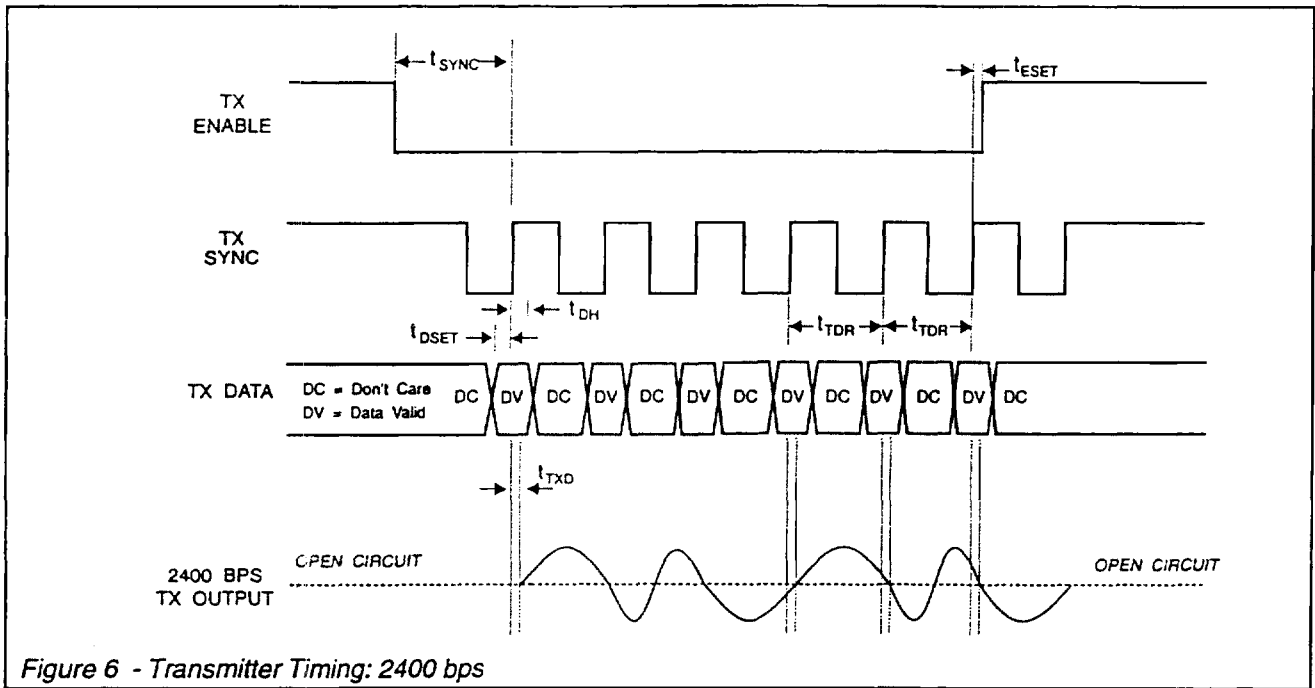 tSYNC
tESET
TX
ENABLE
TX
SYNC
tDH
tDSET
tTDR tTDR
TX DATA
DC = Don't Care
DV = Data Valid
DC DV DC DV DC DV DC DV DC DV DC DV DC
tTXD
OPEN CIRCUIT
OPEN CIRCUIT
2400 BPS
TX OUTPUT
Figure 6 - Transmitter Timing: 2400 bps